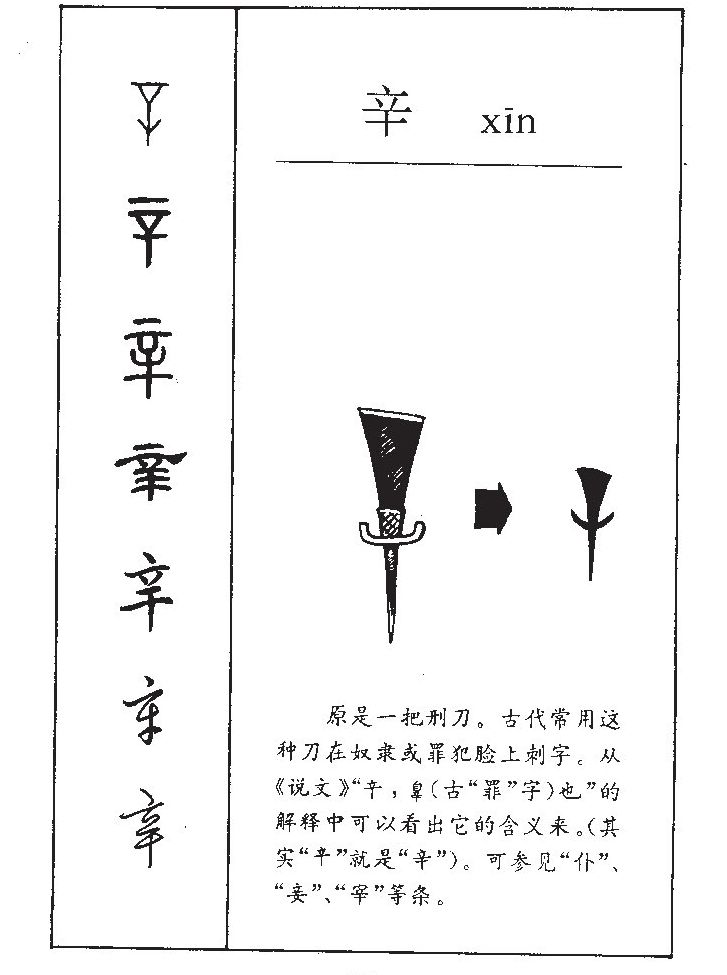 辛 xīn
原是一把刑刀。古代常用这
种刀在奴隶或罪犯脸上刺字。从
《说文》“䇂，辠（古“罪”字）也”的
解释中可以看出它的含义来。（其
实“䇂”就是“辛”）。可参见“仆”、
“妾”、“宰”等条。